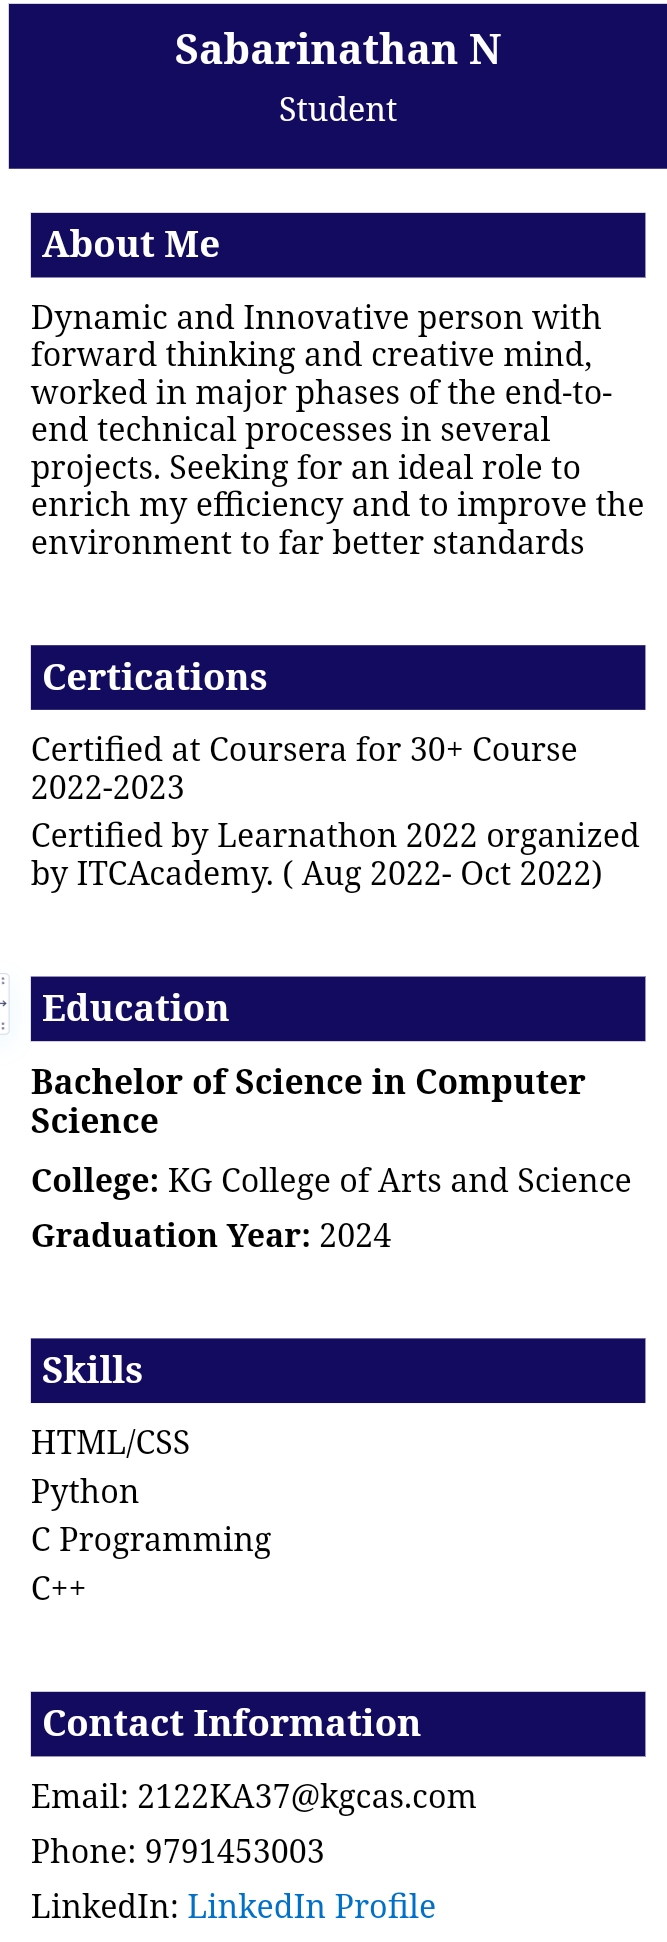 Sabarinathan N
Student
About Me
Dynamic and Innovative person with
forward thinking and creative mind,
worked in major phases of the end-to-
end technical processes in several
projects. Seeking for an ideal role to
enrich my efficiency and to improve the
environment to far better standards
Certications
Certified at Coursera for 30+ Course
2022-2023
Certified by Learnathon 2022 organized
by ITCAcademy. ( Aug 2022- Oct 2022)
Education
Bachelor of Science in Computer
Science
College: KG College of Arts and Science
Graduation Year: 2024
Skills
HTML/CSS
Python
C Programming
C++
Contact Information
Email: 2122KA37@kgcas.com
Phone: 9791453003
LinkedIn: LinkedIn Profile